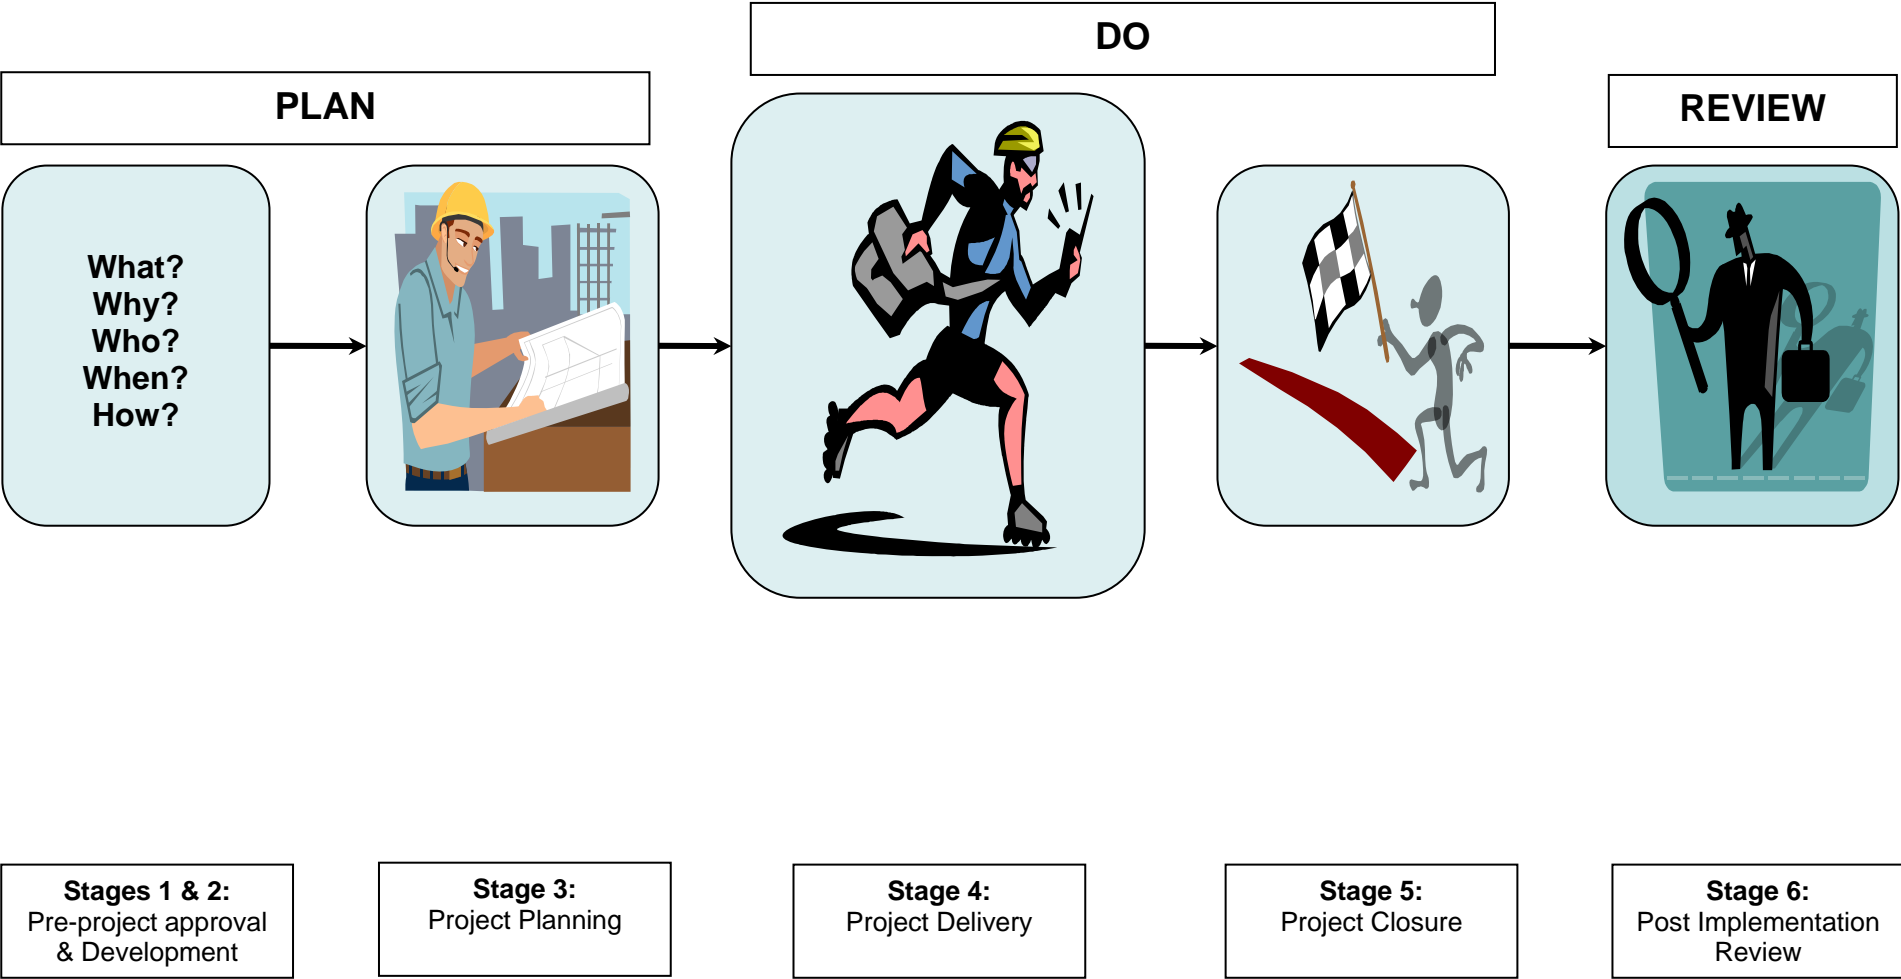 DO
PLAN
REVIEW
What?
Why?
Who?
When?
How?
Stages 1 & 2:
Pre-project approval
& Development
Stage 3:
Project Planning
Stage 4:
Project Delivery
Stage 5:
Project Closure
Stage 6:
Post Implementation
Review